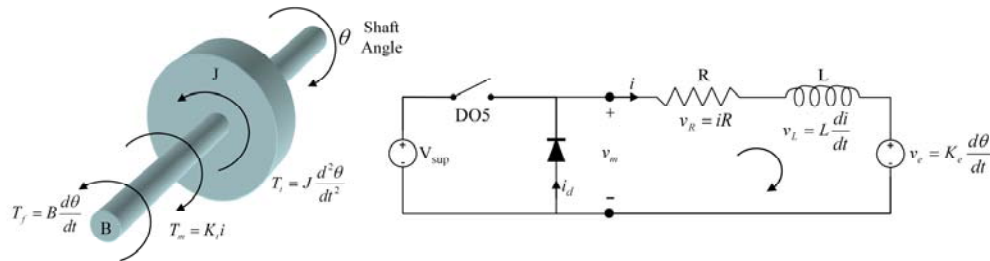 θ Shaft
Angle
J
T_i = J d²θ/dt²
T_f = B dθ/dt
B
T_m = K_t i
DO5
V_sup
+
-
i_d
i
+
v_m
-
R
v_R = iR
L
v_L = L di/dt
+
-
v_e = K_e dθ/dt